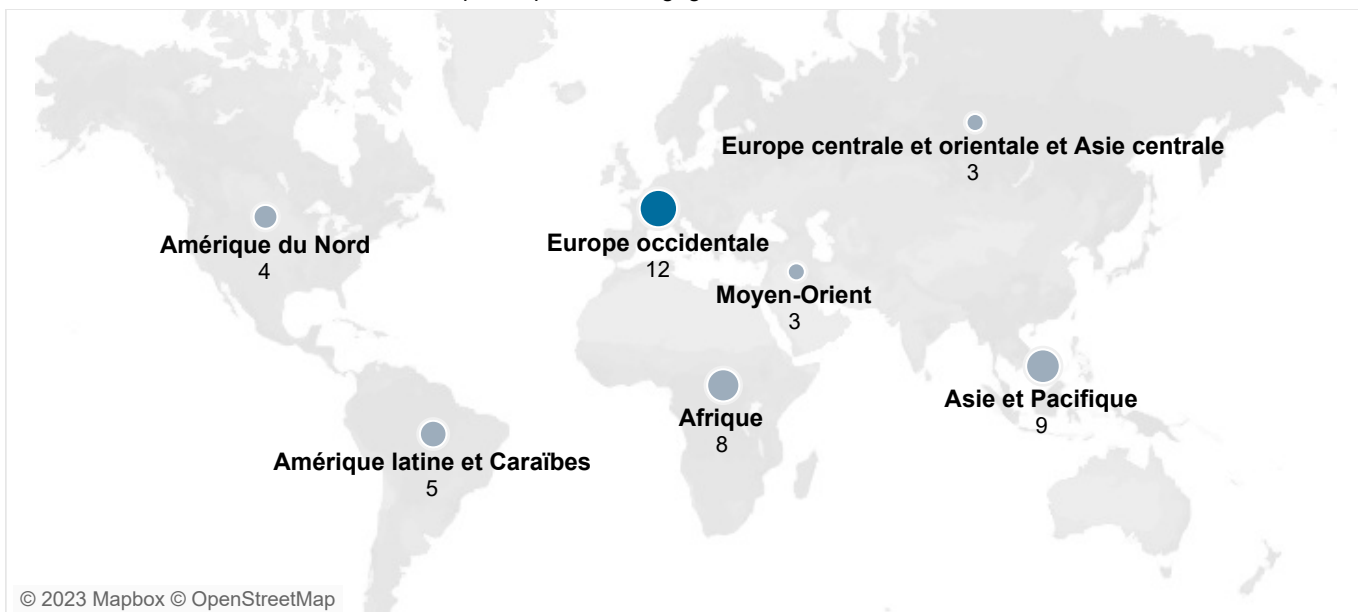 Europe centrale et orientale et Asie centrale
3
Amérique du Nord
4
Europe occidentale
12
Moyen-Orient
3
Asie et Pacifique
9
Afrique
8
Amérique latine et Caraïbes
5
© 2023 Mapbox © OpenStreetMap